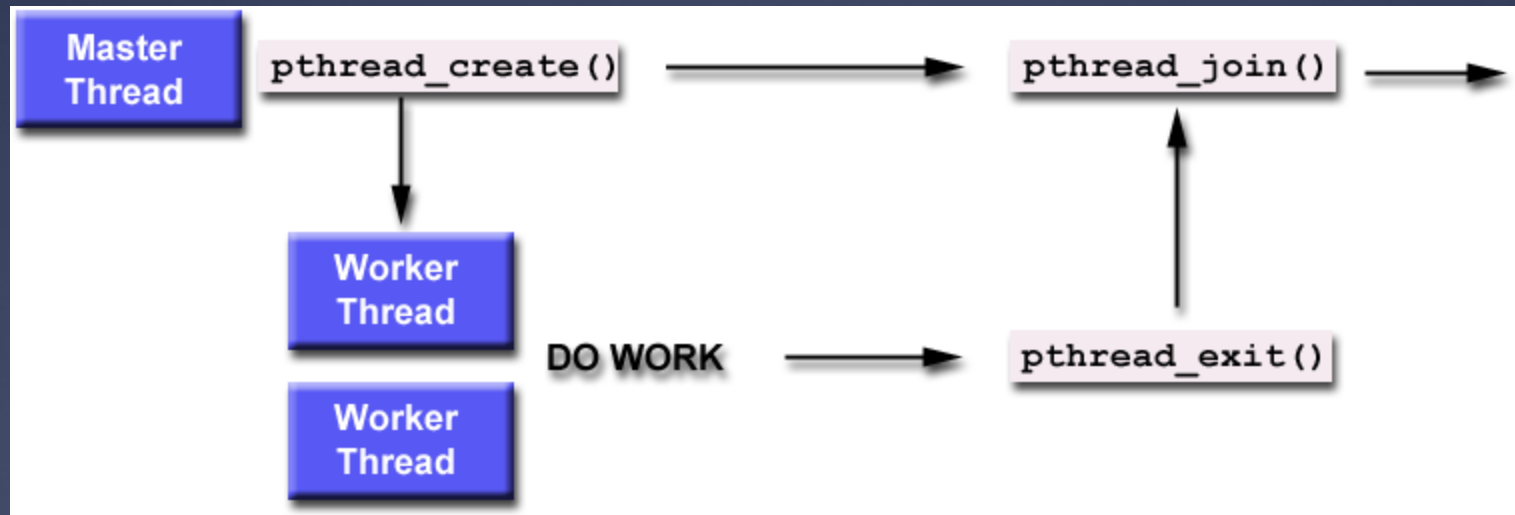 Master
Thread
pthread_create()
pthread_join()
Worker
Thread
DO WORK
pthread_exit()
Worker
Thread